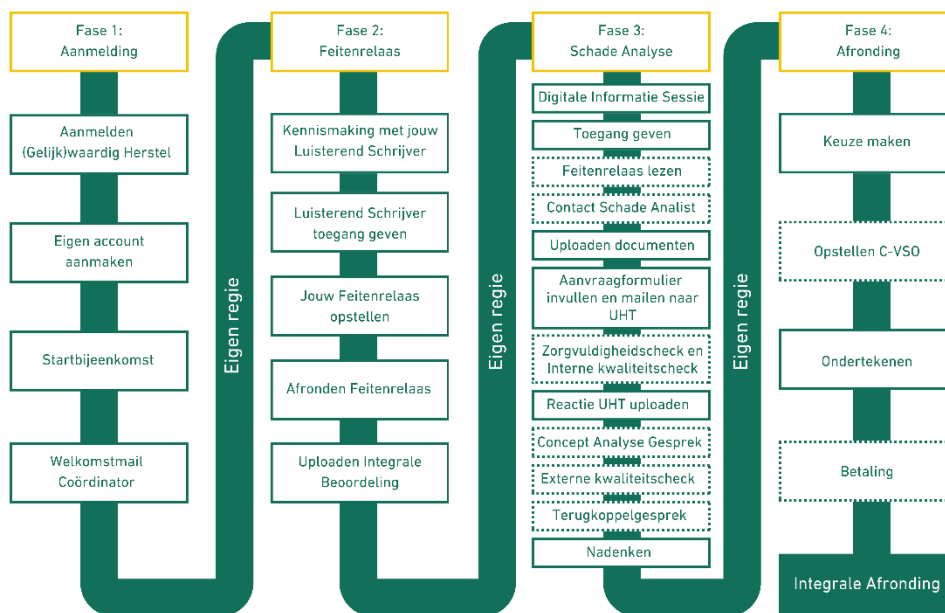 Fase 1:
Aanmelding
Aanmelden
(Gelijk)waardig Herstel
Eigen account
aanmaken
Startbijeenkomst
Welkomstmail
Coördinator
Eigen regie
Fase 2:
Feitenrelaas
Kennismaking met jouw
Luisterend Schrijver
Luisterend Schrijver
toegang geven
Jouw Feitenrelaas
opstellen
Afronden Feitenrelaas
Uploaden Integrale
Beoordeling
Eigen regie
Fase 3:
Schade Analyse
Digitale Informatie Sessie
Toegang geven
Feitenrelaas lezen
Contact Schade Analist
Uploaden documenten
Aanvraagformulier
invullen en mailen naar
UHT
Zorgvuldigheidscheck en
Interne kwaliteitscheck
Reactie UHT uploaden
Concept Analyse Gesprek
Externe kwaliteitscheck
Terugkoppelgesprek
Nadenken
Eigen regie
Fase 4:
Afronding
Keuze maken
Opstellen C-VSO
Ondertekenen
Betaling
Integrale Afronding